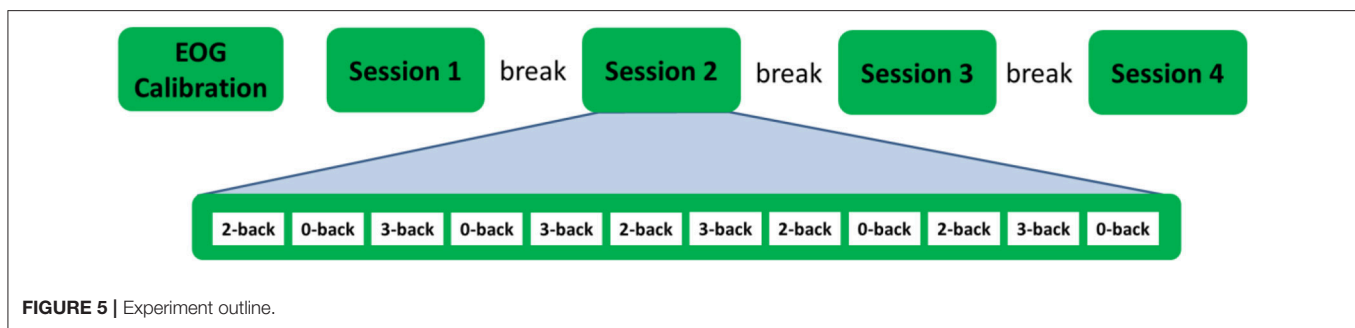 EOG
Calibration
Session 1 break Session 2 break Session 3 break Session 4
2-back 0-back 3-back 0-back 3-back 2-back 3-back 2-back 0-back 2-back 3-back 0-back
FIGURE 5 | Experiment outline.